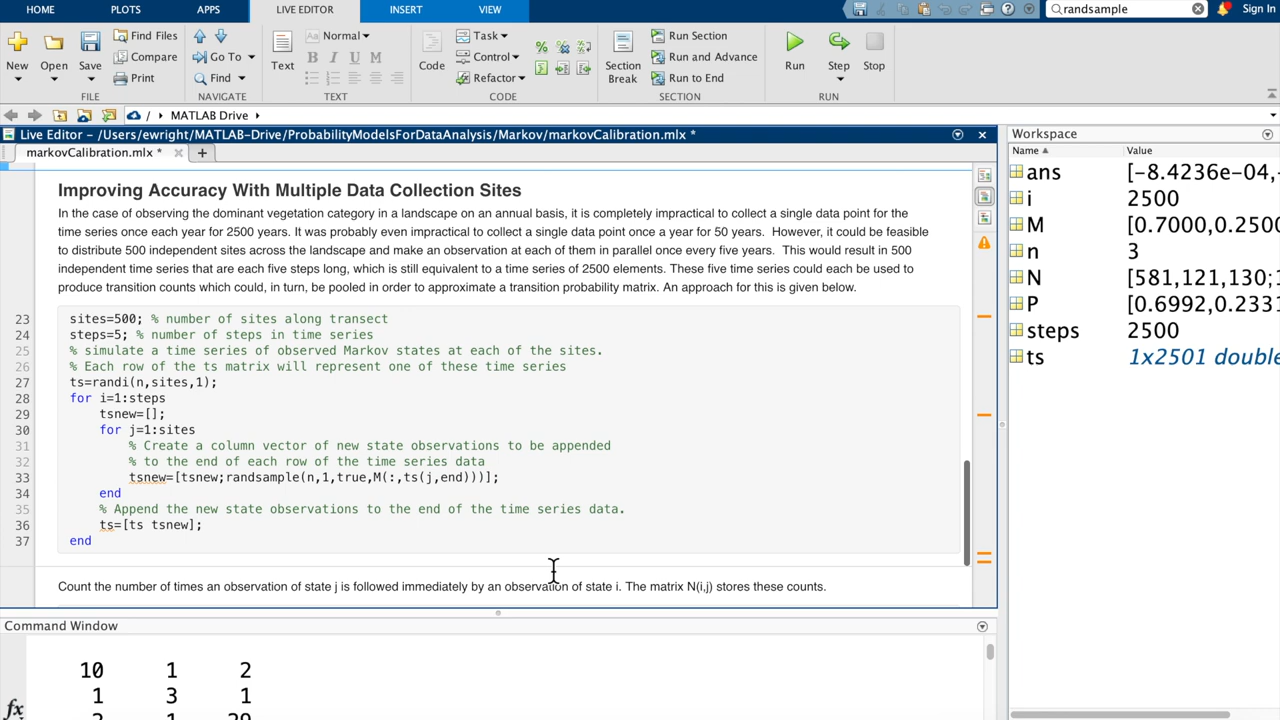 HOME PLOTS APPS LIVE EDITOR INSERT VIEW randsample Sign In
New Open Save Find Files Compare Print
FILE
Go To Find
NAVIGATE
Text Normal B I U M
TEXT
Code Task Control Refactor
CODE
Section Break Run Section Run and Advance Run to End
SECTION
Run Step Stop
RUN
/ MATLAB Drive
Live Editor - /Users/ewright/MATLAB-Drive/ProbabilityModelsForDataAnalysis/Markov/markovCalibration.mlx *
markovCalibration.mlx *
Improving Accuracy With Multiple Data Collection Sites
In the case of observing the dominant vegetation category in a landscape on an annual basis, it is completely impractical to collect a single data point for the
time series once each year for 2500 years. It was probably even impractical to collect a single data point once a year for 50 years. However, it could be feasible
to distribute 500 independent sites across the landscape and make an observation at each of them in parallel once every five years. This would result in 500
independent time series that are each five steps long, which is still equivalent to a time series of 2500 elements. These five time series could each be used to
produce transition counts which could, in turn, be pooled in order to approximate a transition probability matrix. An approach for this is given below.
23 sites=500; % number of sites along transect
24 steps=5; % number of steps in time series
25 % simulate a time series of observed Markov states at each of the sites.
26 % Each row of the ts matrix will represent one of these time series
27 ts=randi(n,sites,1);
28 for i=1:steps
29 tsnew=[];
30 for j=1:sites
31 % Create a column vector of new state observations to be appended
32 % to the end of each row of the time series data
33 tsnew=[tsnew;randsample(n,1,true,M(:,ts(j,end)))];
34 end
35 % Append the new state observations to the end of the time series data.
36 ts=[ts tsnew];
37 end
Count the number of times an observation of state j is followed immediately by an observation of state i. The matrix N(i,j) stores these counts.
Command Window
10 1 2
1 3 1
2 1 29
fx
Workspace
Name Value
ans [-8.4236e-04,
i 2500
M [0.7000,0.2500
n 3
N [581,121,130;1
P [0.6992,0.2331
steps 2500
ts 1x2501 double